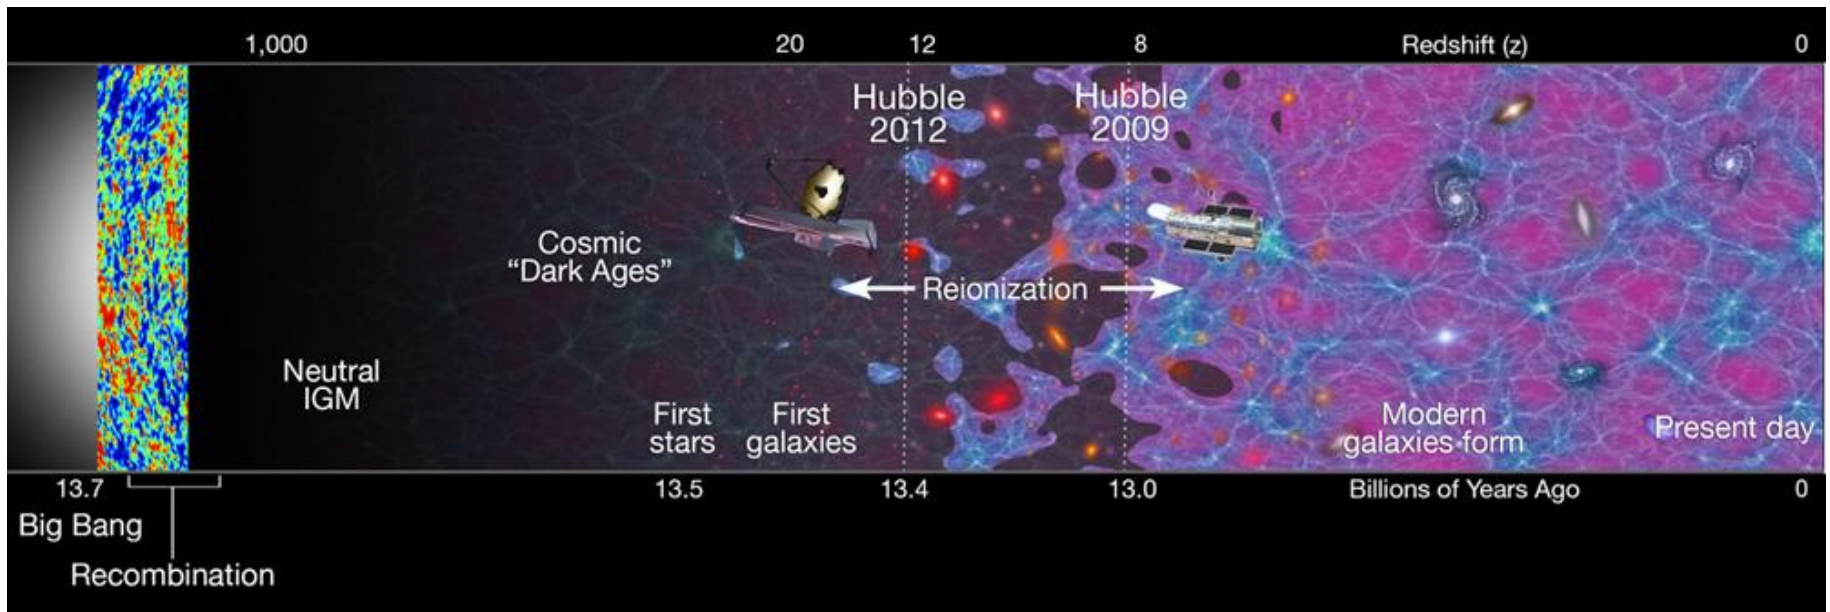 1,000 20 12 8 Redshift (z) 0
Hubble
2012
Hubble
2009
Cosmic
“Dark Ages”
Reionization
Neutral
IGM
First
stars
First
galaxies
Modern
galaxies form
Present day
13.7 13.5 13.4 13.0 Billions of Years Ago 0
Big Bang
Recombination